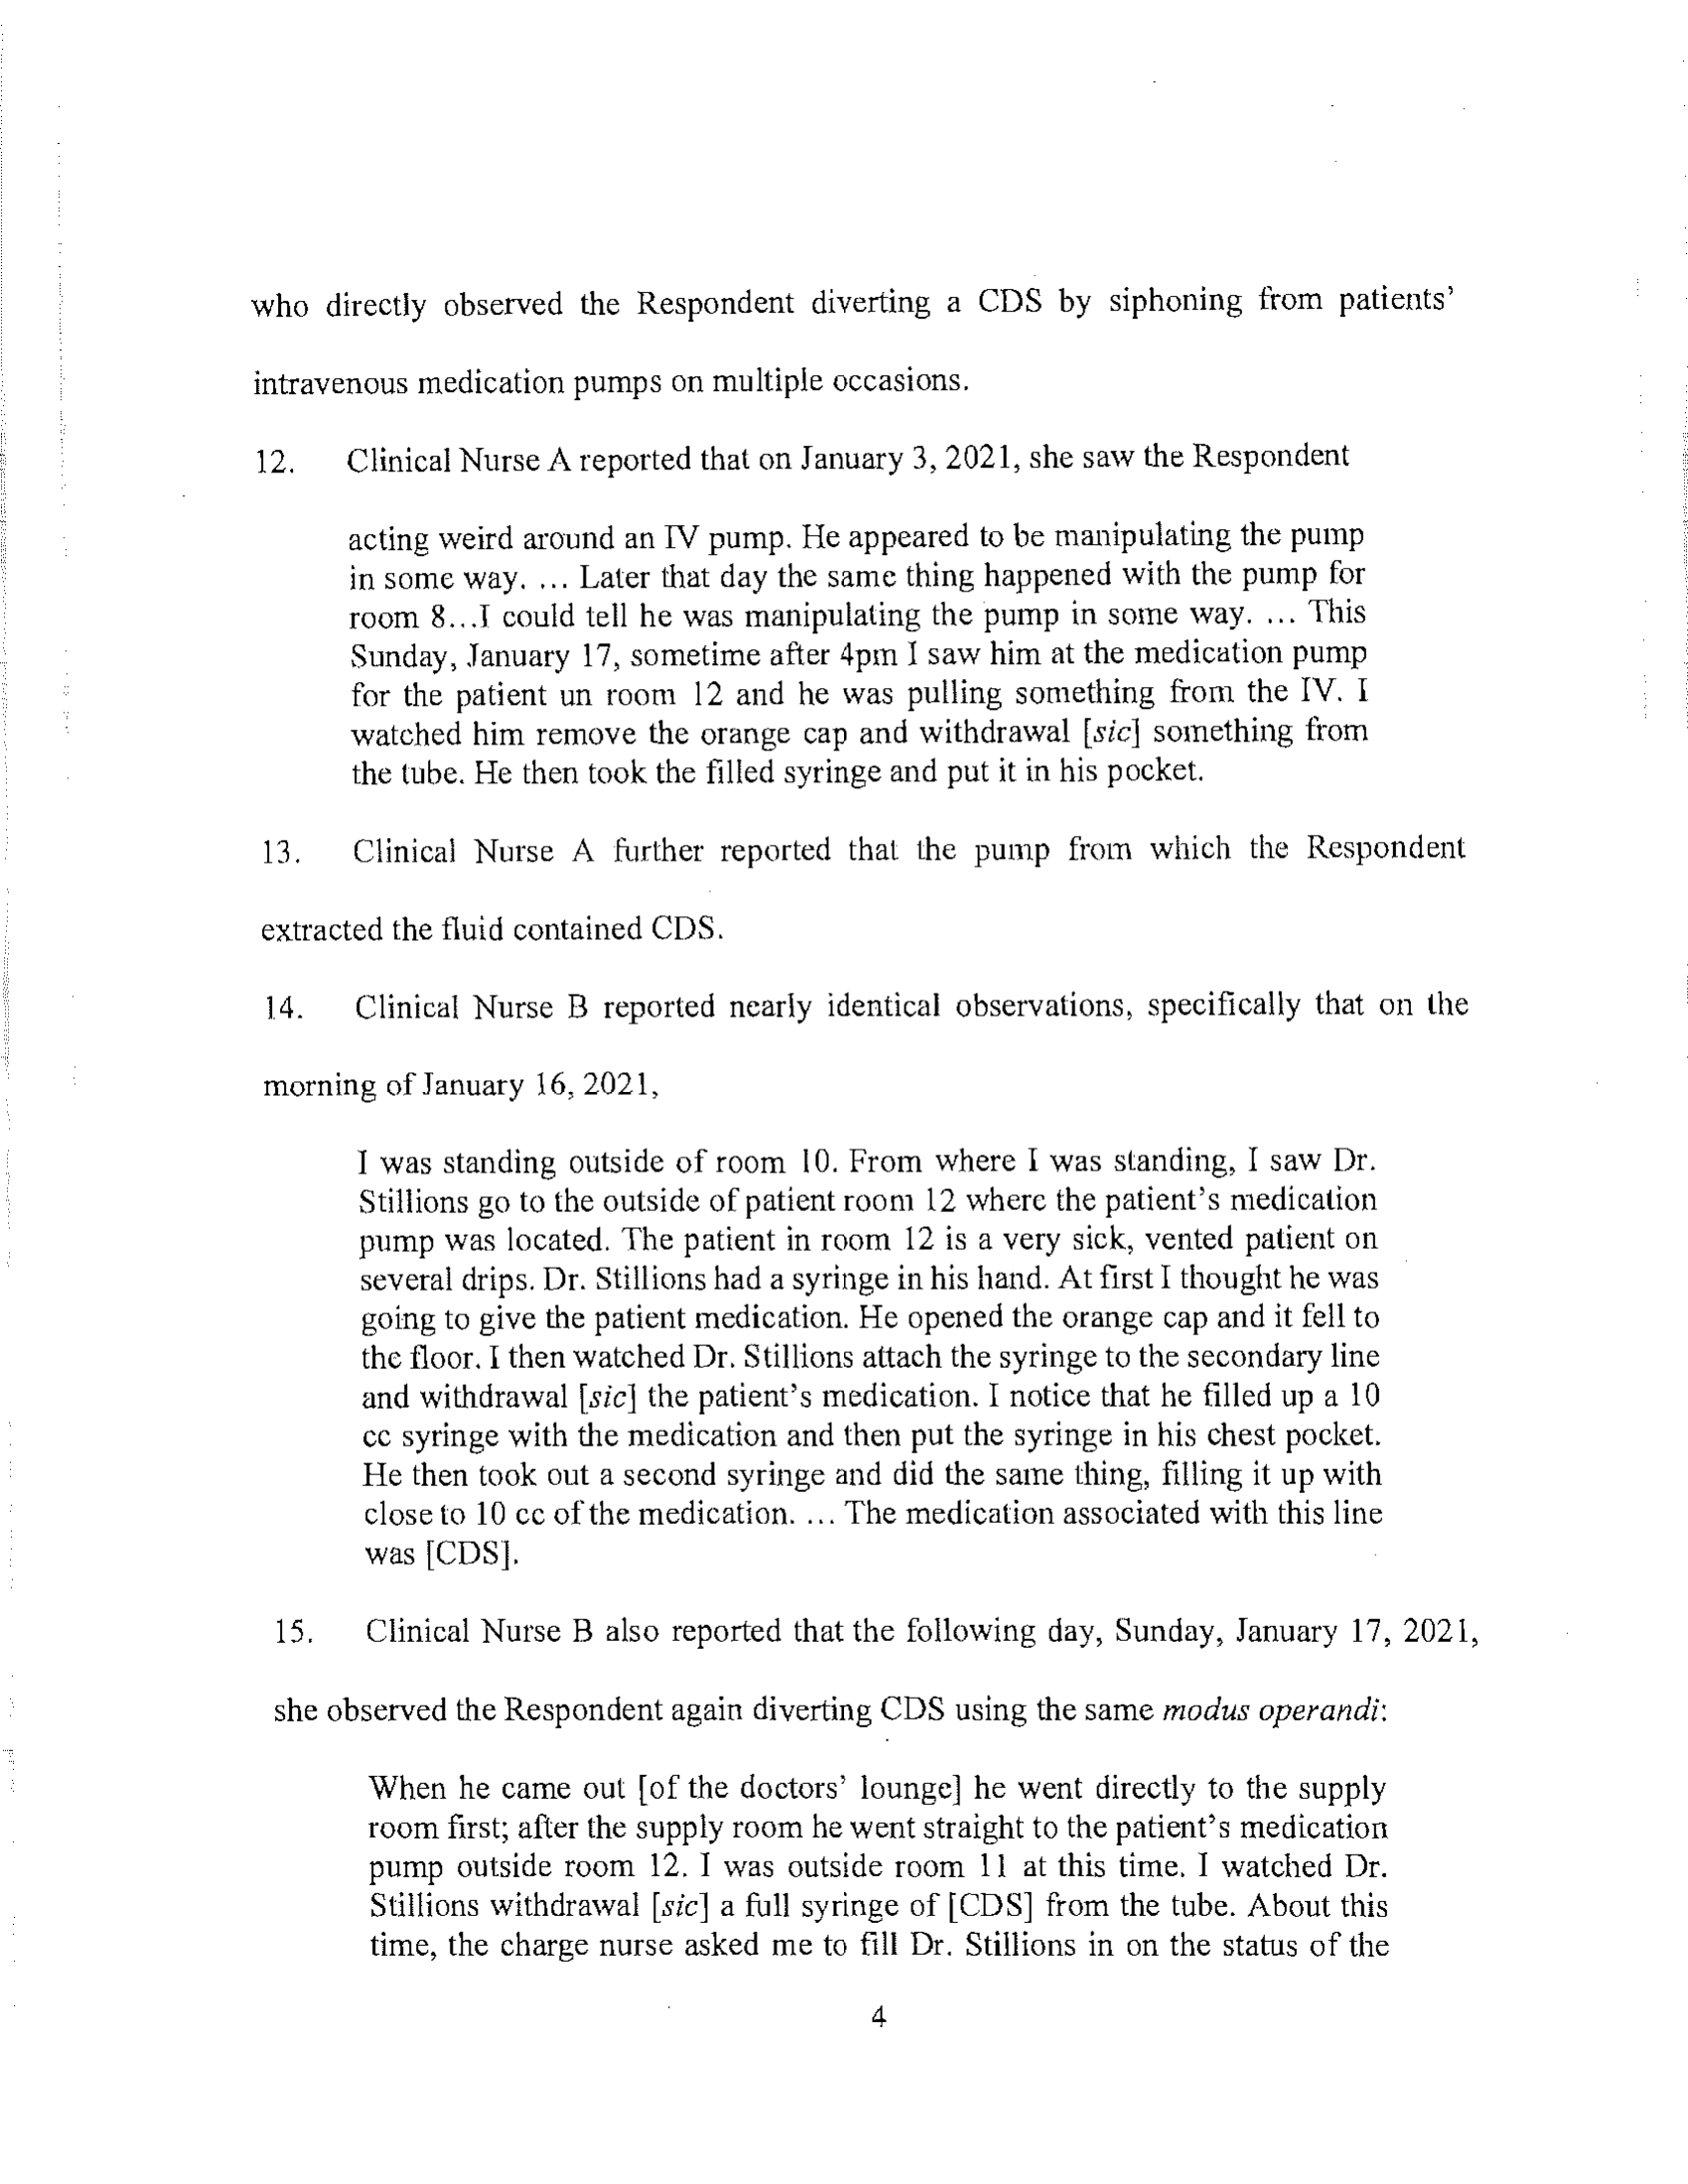 who directly observed the Respondent diverting a CDS by siphoning from patients'
intravenous medication pumps on multiple occasions.
12. Clinical Nurse A reported that on January 3, 2021, she saw the Respondent
acting weird around an IV pump. He appeared to be manipulating the pump
in some way. ... Later that day the same thing happened with the pump for
room 8...I could tell he was manipulating the pump in some way. ... This
Sunday, January 17, sometime after 4pm I saw him at the medication pump
for the patient un room 12 and he was pulling something from the IV. I
watched him remove the orange cap and withdrawal [sic] something from
the tube. He then took the filled syringe and put it in his pocket.
13. Clinical Nurse A further reported that the pump from which the Respondent
extracted the fluid contained CDS.
14. Clinical Nurse B reported nearly identical observations, specifically that on the
morning of January 16, 2021,
I was standing outside of room 10. From where I was standing, I saw Dr.
Stillions go to the outside of patient room 12 where the patient's medication
pump was located. The patient in room 12 is a very sick, vented patient on
several drips. Dr. Stillions had a syringe in his hand. At first I thought he was
going to give the patient medication. He opened the orange cap and it fell to
the floor. I then watched Dr. Stillions attach the syringe to the secondary line
and withdrawal [sic] the patient's medication. I notice that he filled up a 10
cc syringe with the medication and then put the syringe in his chest pocket.
He then took out a second syringe and did the same thing, filling it up with
close to 10 cc of the medication. ... The medication associated with this line
was [CDS].
15. Clinical Nurse B also reported that the following day, Sunday, January 17, 2021,
she observed the Respondent again diverting CDS using the same modus operandi:
When he came out [of the doctors' lounge] he went directly to the supply
room first; after the supply room he went straight to the patient's medication
pump outside room 12. I was outside room 11 at this time. I watched Dr.
Stillions withdrawal [sic] a full syringe of [CDS] from the tube. About this
time, the charge nurse asked me to fill Dr. Stillions in on the status of the
4